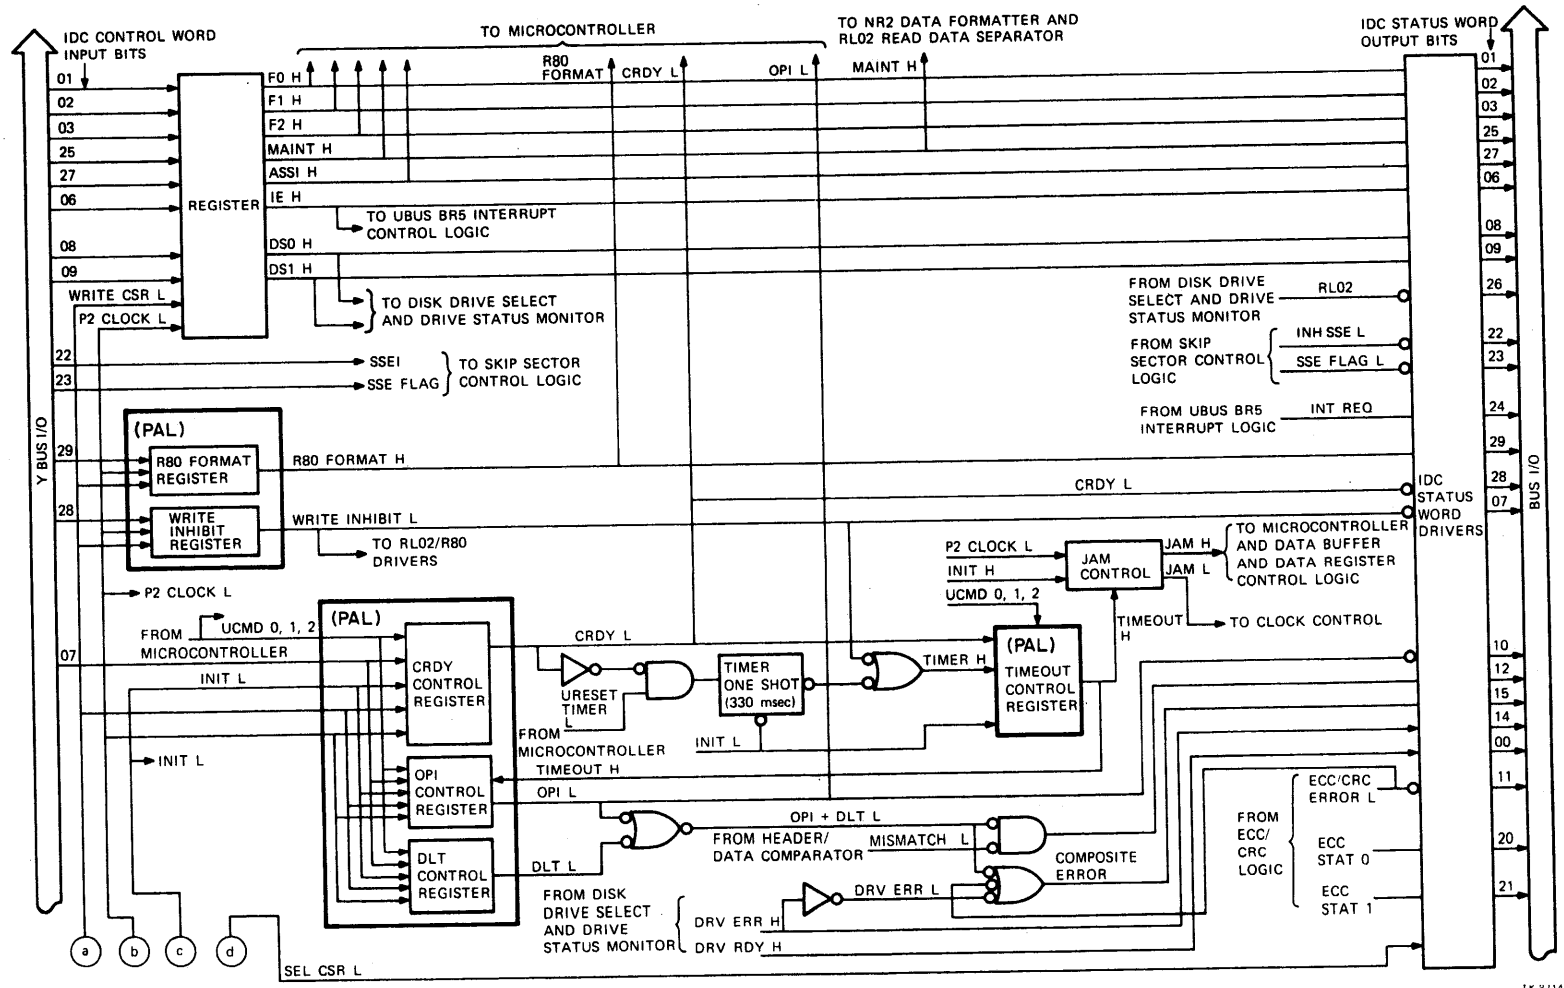 IDC CONTROL WORD
INPUT BITS
TO MICROCONTROLLER
TO NR2 DATA FORMATTER AND
RL02 READ DATA SEPARATOR
IDC STATUS WORD
OUTPUT BITS
01
02
03
25
27
06
08
09
WRITE CSR L
P2 CLOCK L
REGISTER
F0 H
F1 H
F2 H
MAINT H
ASSI H
IE H
DS0 H
DS1 H
R80
FORMAT
CRDY L
OPI L
MAINT H
TO UBUS BR5 INTERRUPT
CONTROL LOGIC
TO DISK DRIVE SELECT
AND DRIVE STATUS MONITOR
22
23
SSEI
SSE FLAG
TO SKIP SECTOR
CONTROL LOGIC
01
02
03
25
27
06
08
09
26
22
23
24
29
28
07
FROM DISK DRIVE
SELECT AND DRIVE
STATUS MONITOR
RL02
FROM SKIP
SECTOR CONTROL
LOGIC
INH SSE L
SSE FLAG L
FROM UBUS BR5
INTERRUPT LOGIC
INT REQ
Y BUS I/O
BUS I/O
(PAL)
29
R80 FORMAT
REGISTER
R80 FORMAT H
28
WRITE
INHIBIT
REGISTER
WRITE INHIBIT L
TO RL02/R80
DRIVERS
P2 CLOCK L
CRDY L
IDC
STATUS
WORD
DRIVERS
P2 CLOCK L
INIT H
UCMD 0, 1, 2
JAM
CONTROL
JAM H
JAM L
TO MICROCONTROLLER
AND DATA BUFFER
AND DATA REGISTER
CONTROL LOGIC
TO CLOCK CONTROL
TIMEOUT
H
(PAL)
UCMD 0, 1, 2
FROM
MICROCONTROLLER
07
INIT L
INIT L
CRDY
CONTROL
REGISTER
CRDY L
URESET
TIMER
L
FROM
MICROCONTROLLER
TIMER
ONE SHOT
(330 msec)
INIT L
TIMER H
(PAL)
TIMEOUT
CONTROL
REGISTER
TIMEOUT H
OPI
CONTROL
REGISTER
OPI L
DLT
CONTROL
REGISTER
DLT L
OPI + DLT L
FROM HEADER/
DATA COMPARATOR
MISMATCH L
COMPOSITE
ERROR
FROM DISK
DRIVE SELECT
AND DRIVE
STATUS MONITOR
DRV ERR L
DRV ERR H
DRV RDY H
FROM
ECC/
CRC
LOGIC
ECC/CRC
ERROR L
ECC
STAT 0
ECC
STAT 1
10
12
15
14
00
11
20
21
a
b
c
d
SEL CSR L